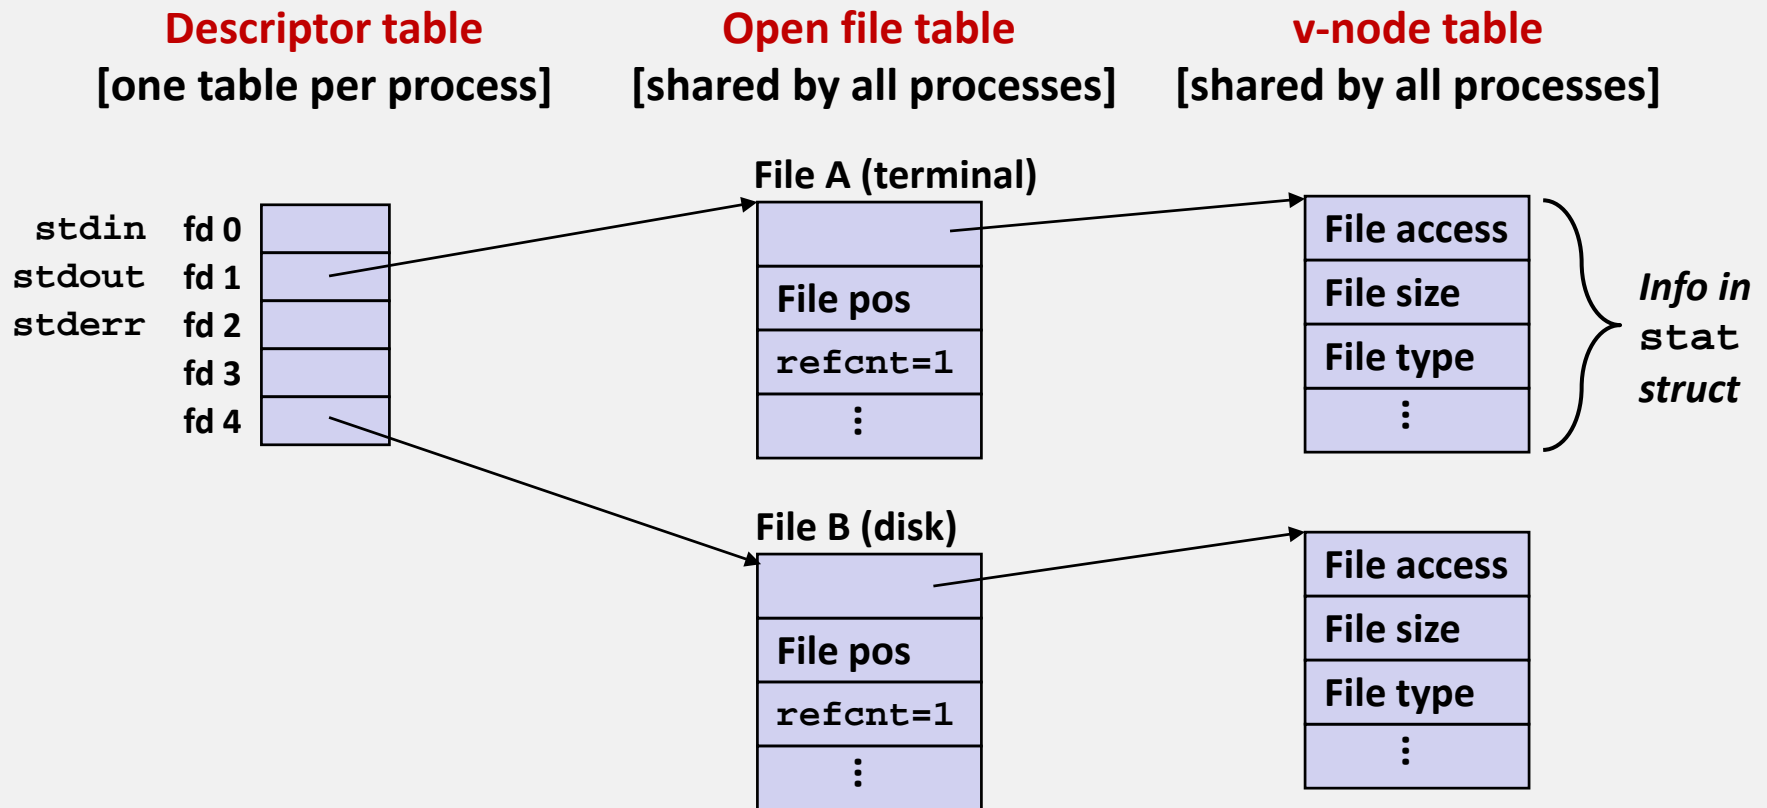 Descriptor table
[one table per process]
Open file table
[shared by all processes]
v-node table
[shared by all processes]
stdin fd 0
stdout fd 1
stderr fd 2
fd 3
fd 4
File A (terminal)
File pos
refcnt=1
⋮
File access
File size
File type
⋮
Info in
stat
struct
File B (disk)
File pos
refcnt=1
⋮
File access
File size
File type
⋮